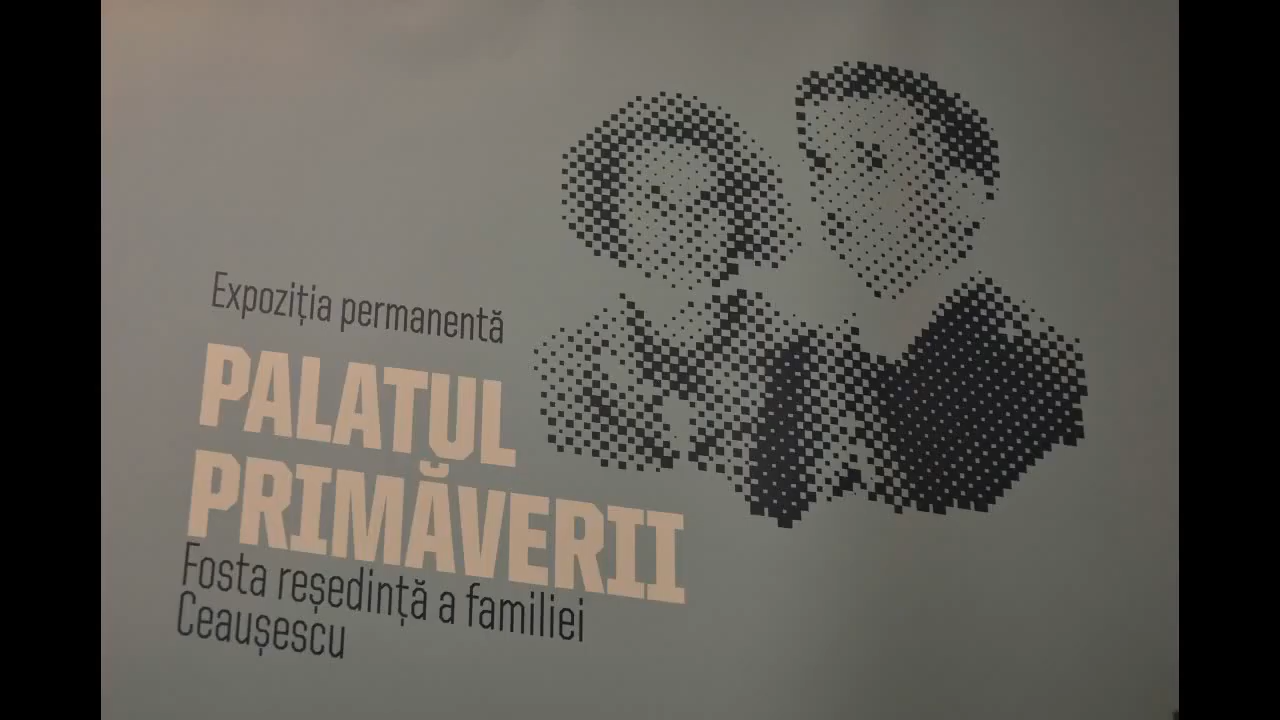 Expoziția permanentă
PALATUL
PRIMĂVERII
Fosta reședință a familiei
Ceaușescu